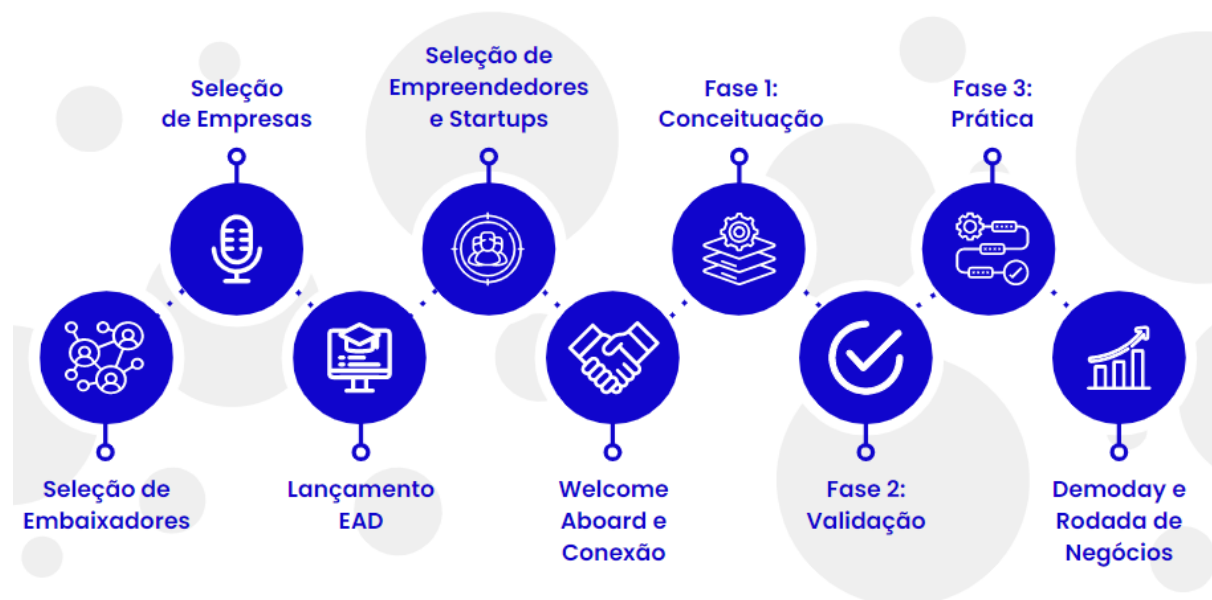 Seleção de
Embaixadores
Seleção
de Empresas
Lançamento
EAD
Seleção de
Empreendedores
e Startups
Welcome
Aboard e
Conexão
Fase 1:
Conceituação
Fase 2:
Validação
Fase 3:
Prática
Demoday e
Rodada de
Negócios